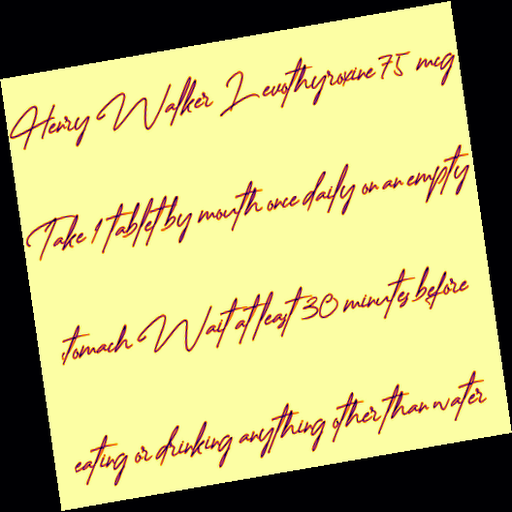 Henry Walker Levothyroxine 75 mcg
Take 1 tablet by mouth once daily on an empty
stomach Wait at least 30 minutes before
eating or drinking anything other than water